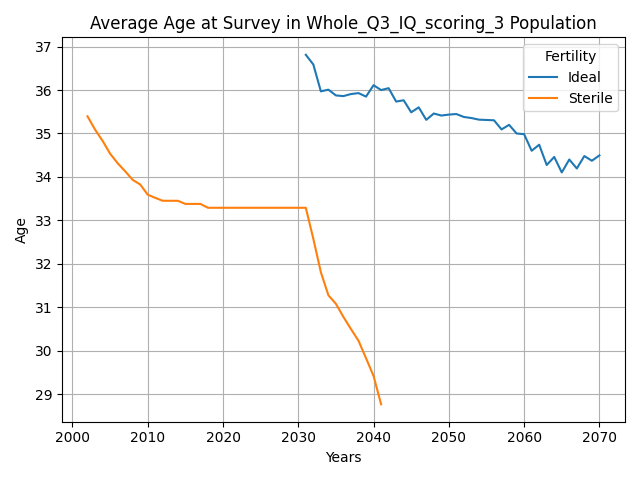 Average Age at Survey in Whole_Q3_IQ_scoring_3 Population
Fertility
Ideal
Sterile
37
36
35
34
33
32
31
30
29
Age
2000 2010 2020 2030 2040 2050 2060 2070
Years